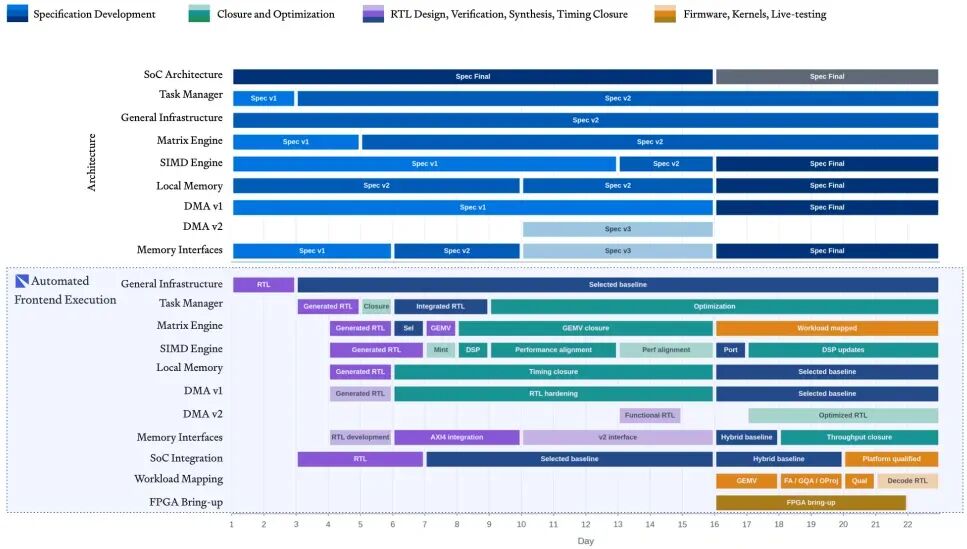 Specification Development
Closure and Optimization
RTL Design, Verification, Synthesis, Timing Closure
Firmware, Kernels, Live-testing
Architecture
SoC Architecture Spec Final Spec Final
Task Manager Spec v1 Spec v2
General Infrastructure Spec v2
Matrix Engine Spec v1 Spec v2
SIMD Engine Spec v1 Spec v2 Spec Final
Local Memory Spec v2 Spec v2 Spec Final
DMA v1 Spec v1 Spec Final
DMA v2 Spec v3
Memory Interfaces Spec v1 Spec v2 Spec v3 Spec Final
Automated
Frontend Execution
General Infrastructure RTL Selected baseline
Task Manager Generated RTL Closure Integrated RTL Optimization
Matrix Engine Generated RTL Sel GEMV GEMV closure Workload mapped
SIMD Engine Generated RTL Mint DSP Performance alignment Perf alignment Port DSP updates
Local Memory Generated RTL Timing closure Selected baseline
DMA v1 Generated RTL RTL hardening Selected baseline
DMA v2 Functional RTL Optimized RTL
Memory Interfaces RTL development AXI4 integration v2 interface Hybrid baseline Throughput closure
SoC Integration RTL Selected baseline Hybrid baseline Platform qualified
Workload Mapping GEMV FA / GQA / OProj Qual Decode RTL
FPGA Bring-up FPGA bring-up
1 2 3 4 5 6 7 8 9 10 11 12 13 14 15 16 17 18 19 20 21 22
Day